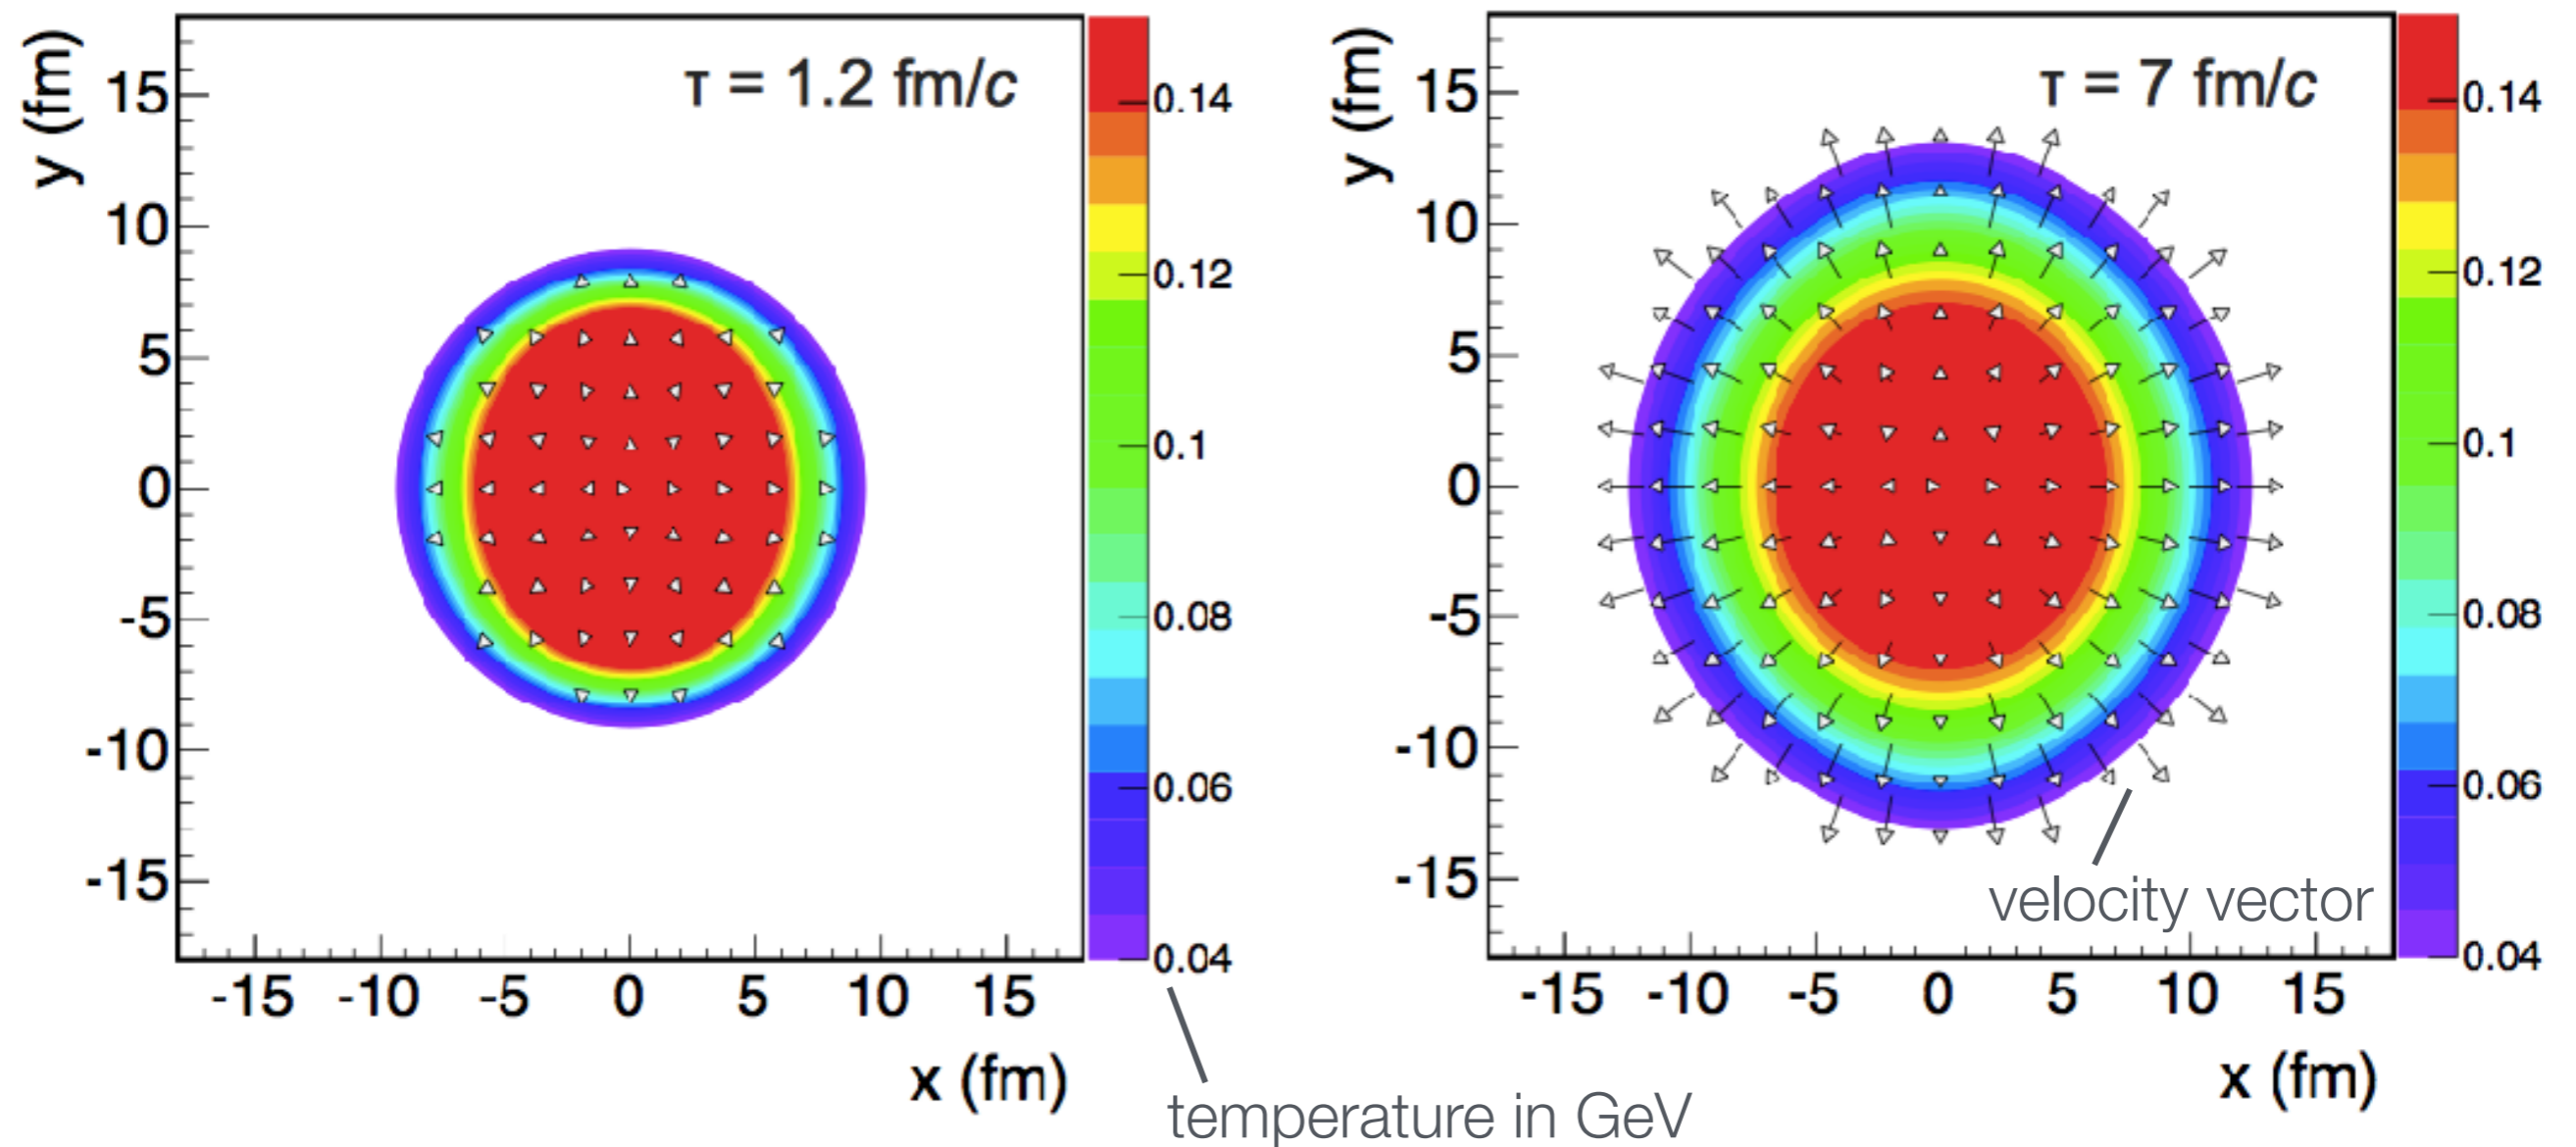 τ = 1.2 fm/c
y (fm)
15
10
5
0
-5
-10
-15
-15 -10 -5 0 5 10 15
x (fm)
0.14
0.12
0.1
0.08
0.06
0.04
temperature in GeV
τ = 7 fm/c
y (fm)
15
10
5
0
-5
-10
-15
-15 -10 -5 0 5 10 15
x (fm)
velocity vector
0.14
0.12
0.1
0.08
0.06
0.04